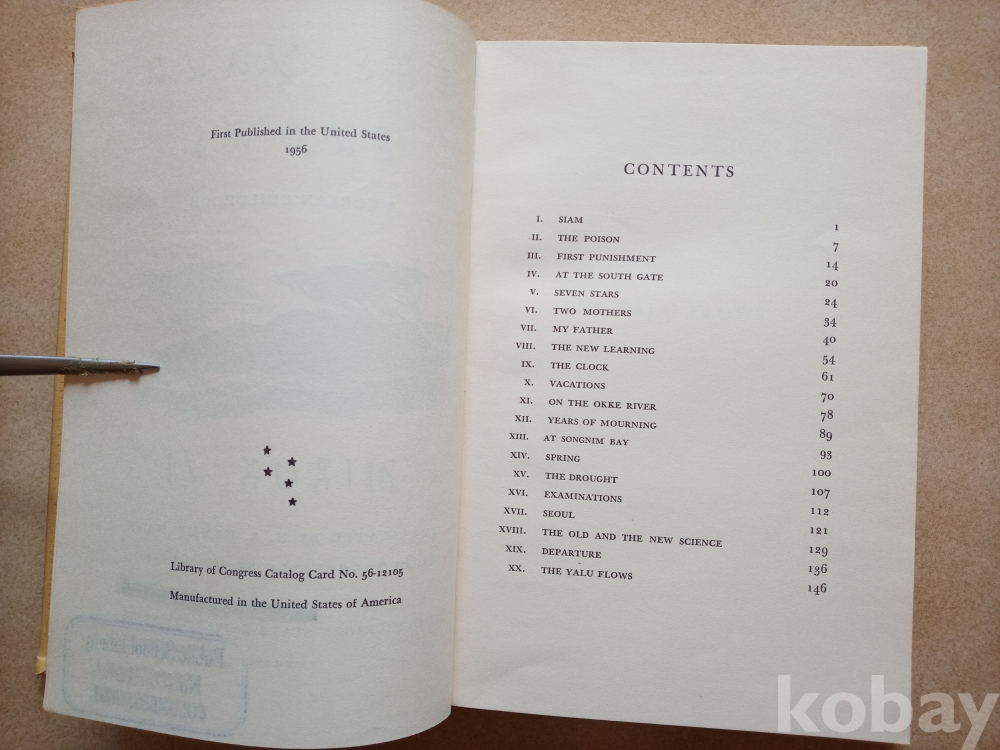 First Published in the United States
1956
Library of Congress Catalog Card No. 56-12105
Manufactured in the United States of America
CONTENTS
I. SIAM 1
II. THE POISON 7
III. FIRST PUNISHMENT 14
IV. AT THE SOUTH GATE 20
V. SEVEN STARS 24
VI. TWO MOTHERS 34
VII. MY FATHER 40
VIII. THE NEW LEARNING 54
IX. THE CLOCK 61
X. VACATIONS 70
XI. ON THE OKKE RIVER 78
XII. YEARS OF MOURNING 89
XIII. AT SONGNIM BAY 93
XIV. SPRING 100
XV. THE DROUGHT 107
XVI. EXAMINATIONS 112
XVII. SEOUL 121
XVIII. THE OLD AND THE NEW SCIENCE 129
XIX. DEPARTURE 136
XX. THE YALU FLOWS 146
kobay